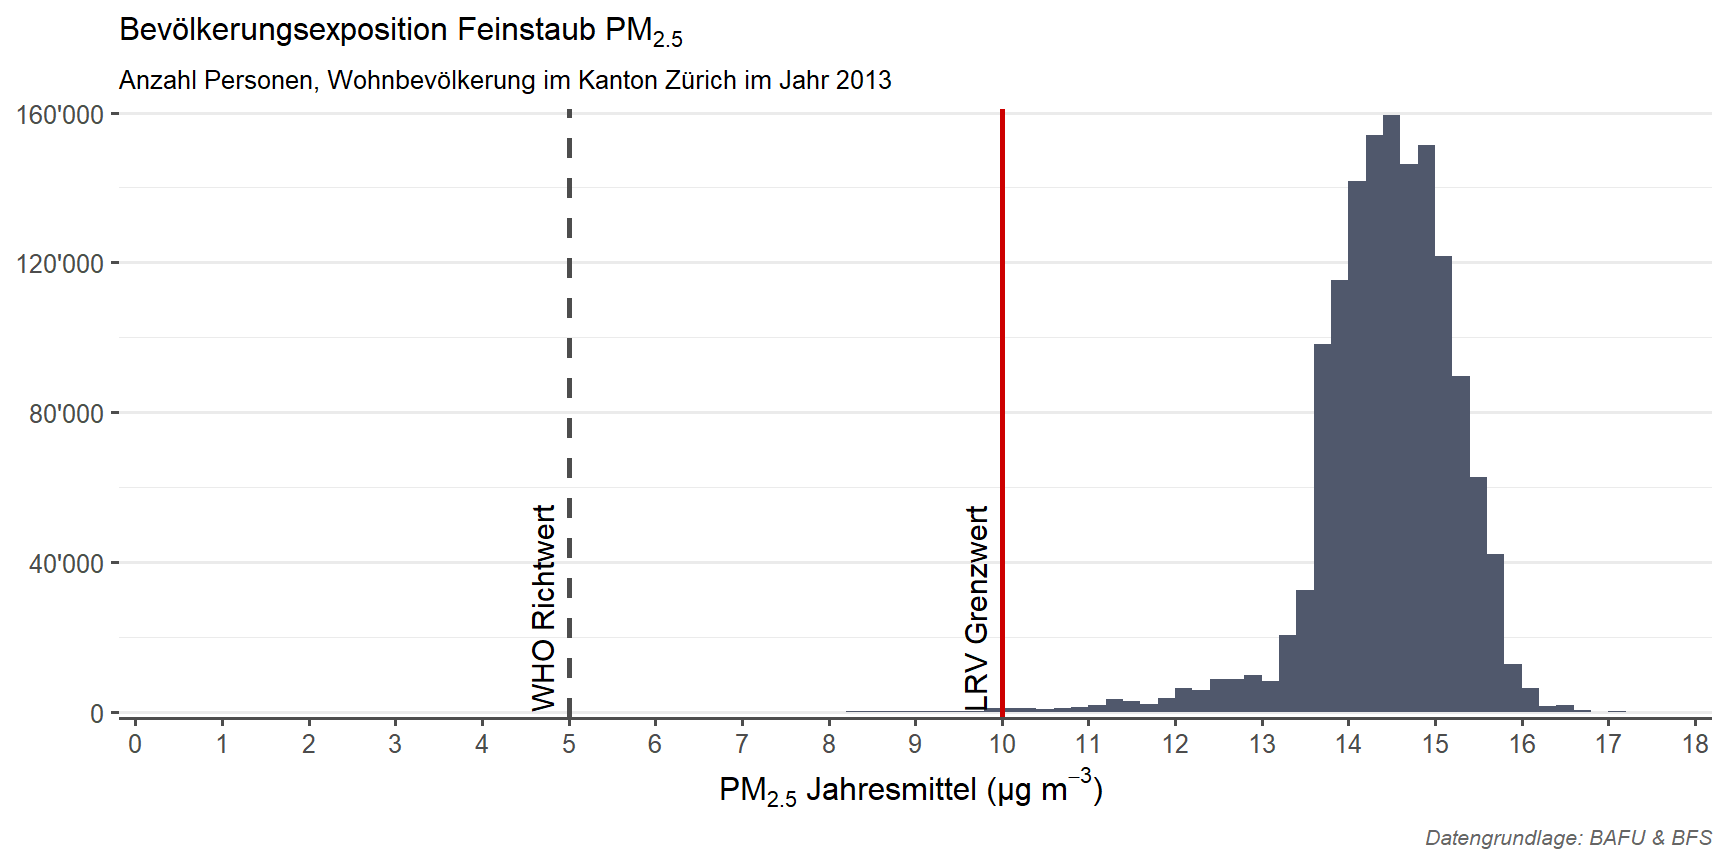 Bevölkerungsexposition Feinstaub PM₂.₅
Anzahl Personen, Wohnbevölkerung im Kanton Zürich im Jahr 2013
160'000
120'000
80'000
40'000
0
WHO Richtwert
LRV Grenzwert
0 1 2 3 4 5 6 7 8 9 10 11 12 13 14 15 16 17 18
PM₂.₅ Jahresmittel (µg m⁻³)
Datengrundlage: BAFU & BFS